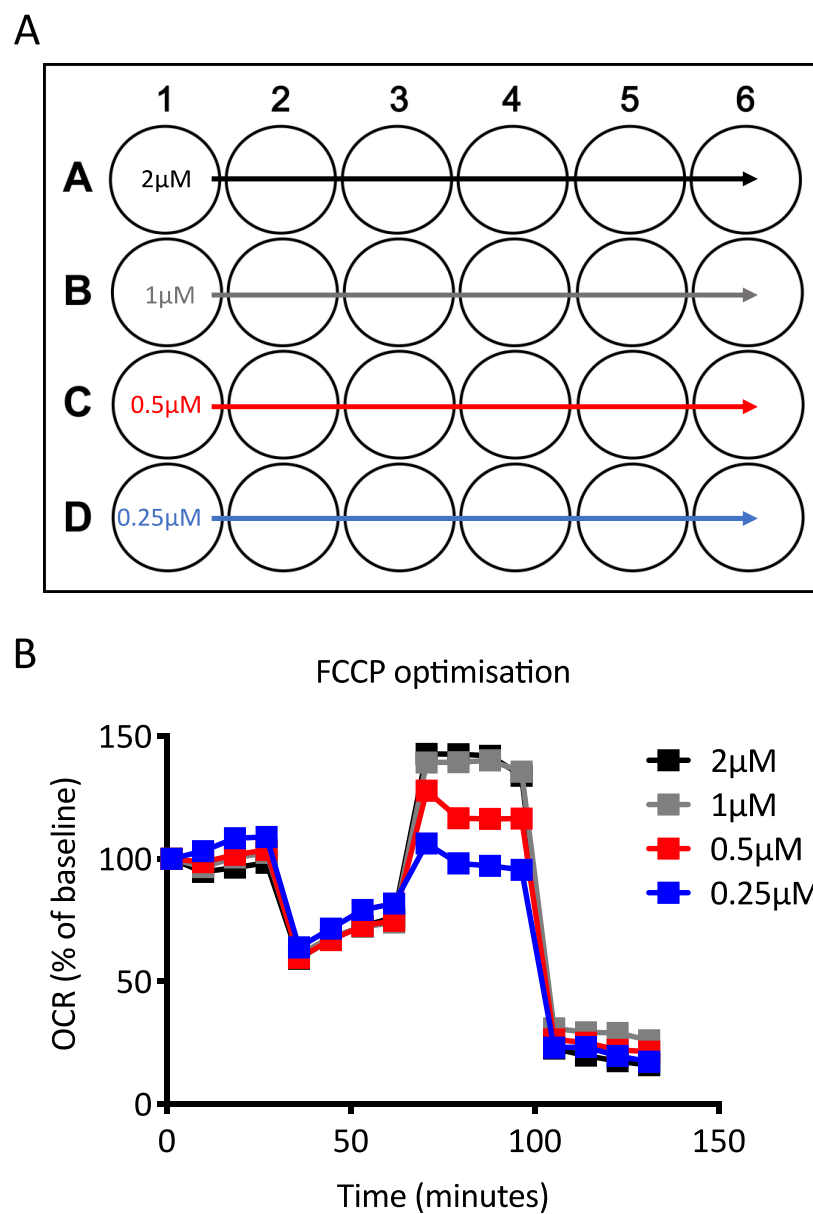 A
1 2 3 4 5 6
A 2µM
B 1µM
C 0.5µM
D 0.25µM
B
FCCP optimisation
150
100
50
0
OCR (% of baseline)
2µM
1µM
0.5µM
0.25µM
0 50 100 150
Time (minutes)